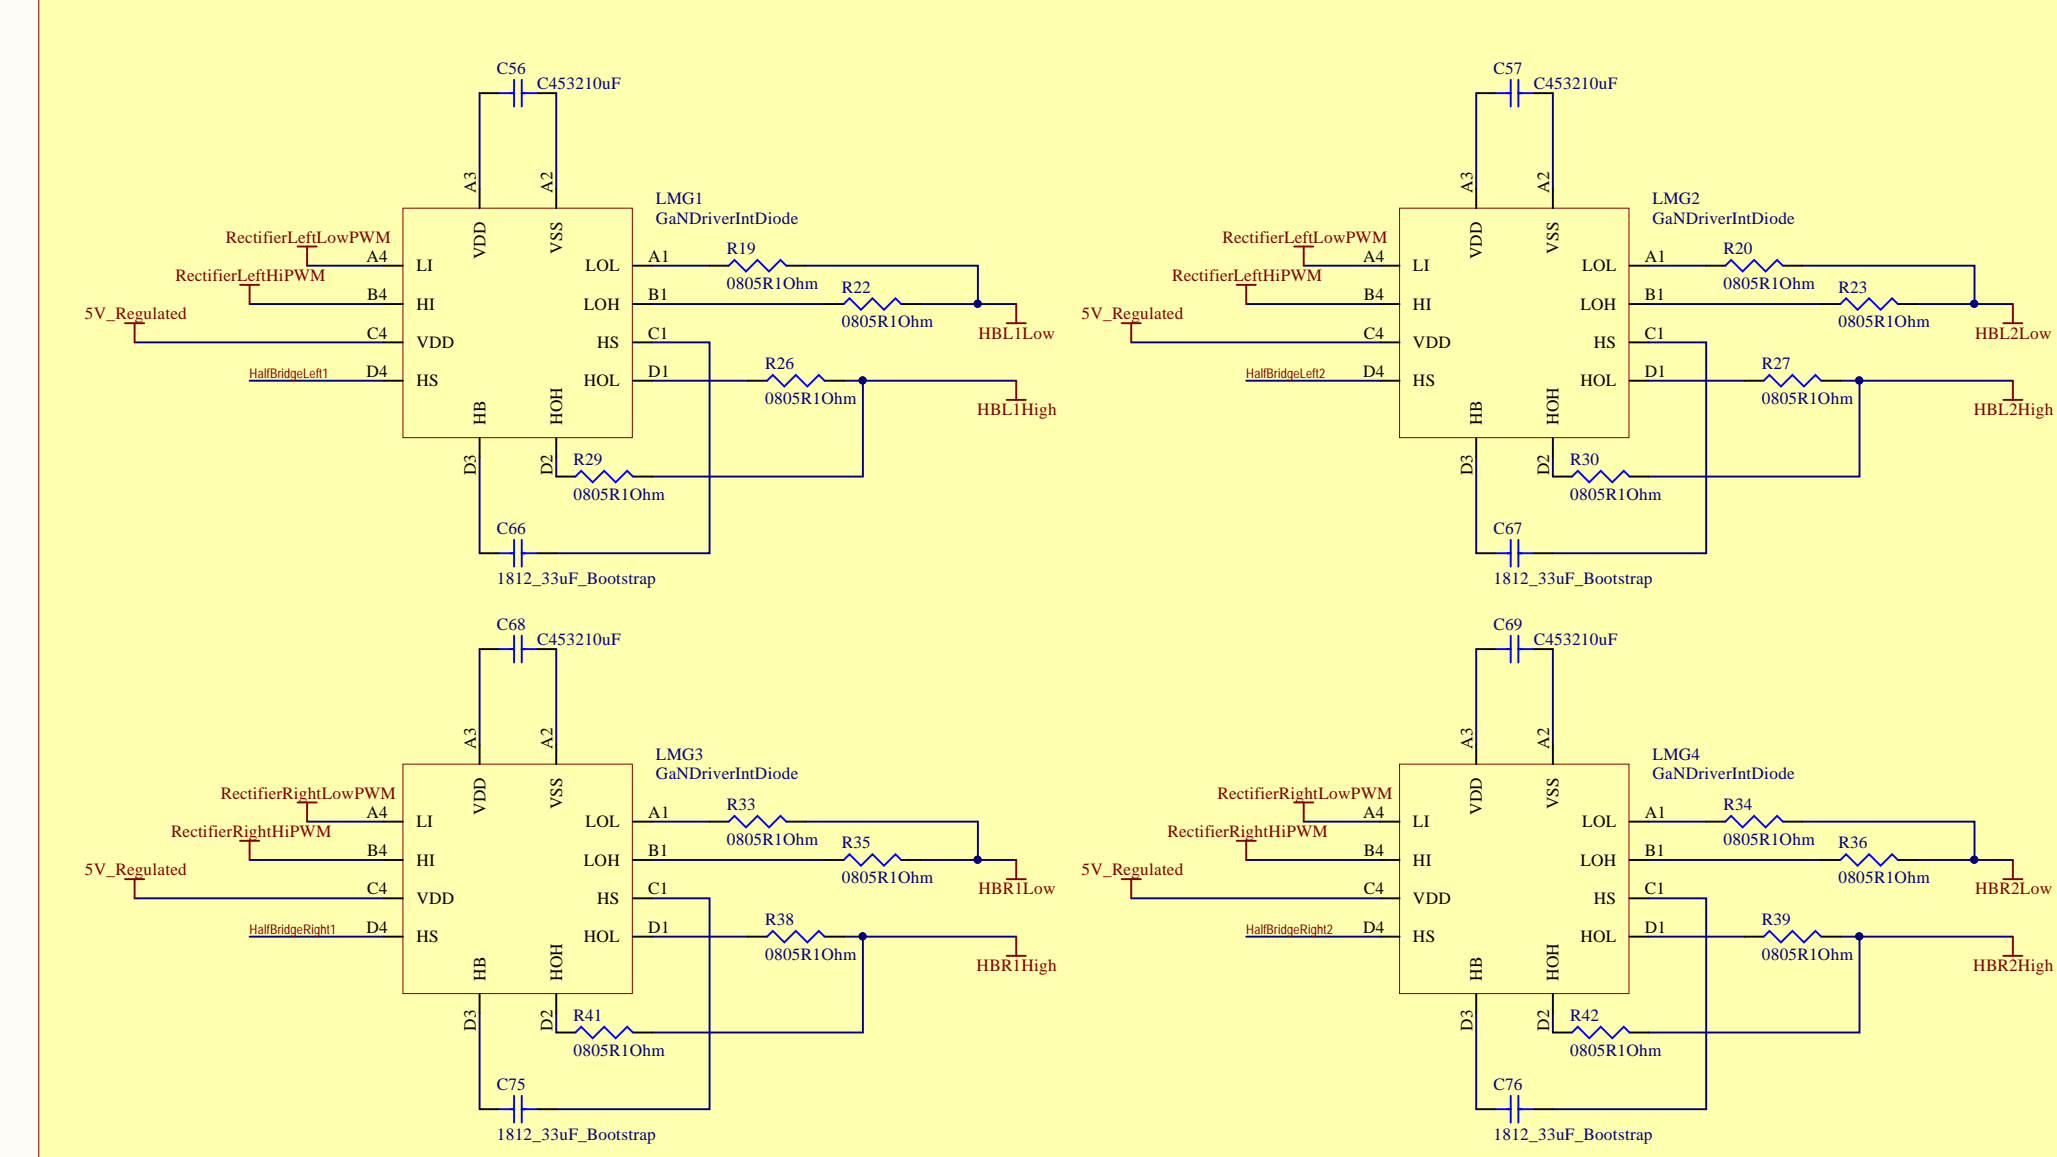 C56
C453210uF
A3
A2
VDD
VSS
LMG1
GaNDriverIntDiode
RectifierLeftLowPWM
A4
LI
LOL
A1
R19
0805R1Ohm
RectifierLeftHiPWM
B4
HI
LOH
B1
R22
0805R1Ohm
5V_Regulated
C4
VDD
HS
C1
HBL1Low
HalfBridgeLeft1
D4
HS
HOL
D1
R26
0805R1Ohm
HBL1High
HB
HOH
D3
D2
R29
0805R1Ohm
C66
1812_33uF_Bootstrap
C57
C453210uF
A3
A2
VDD
VSS
LMG2
GaNDriverIntDiode
RectifierLeftLowPWM
A4
LI
LOL
A1
R20
0805R1Ohm
RectifierLeftHiPWM
B4
HI
LOH
B1
R23
0805R1Ohm
5V_Regulated
C4
VDD
HS
C1
HBL2Low
HalfBridgeLeft2
D4
HS
HOL
D1
R27
0805R1Ohm
HBL2High
HB
HOH
D3
D2
R30
0805R1Ohm
C67
1812_33uF_Bootstrap
C68
C453210uF
A3
A2
VDD
VSS
LMG3
GaNDriverIntDiode
RectifierRightLowPWM
A4
LI
LOL
A1
R33
0805R1Ohm
RectifierRightHiPWM
B4
HI
LOH
B1
R35
0805R1Ohm
5V_Regulated
C4
VDD
HS
C1
HBR1Low
HalfBridgeRight1
D4
HS
HOL
D1
R38
0805R1Ohm
HBR1High
HB
HOH
D3
D2
R41
0805R1Ohm
C75
1812_33uF_Bootstrap
C69
C453210uF
A3
A2
VDD
VSS
LMG4
GaNDriverIntDiode
RectifierRightLowPWM
A4
LI
LOL
A1
R34
0805R1Ohm
RectifierRightHiPWM
B4
HI
LOH
B1
R36
0805R1Ohm
5V_Regulated
C4
VDD
HS
C1
HBR2Low
HalfBridgeRight2
D4
HS
HOL
D1
R39
0805R1Ohm
HBR2High
HB
HOH
D3
D2
R42
0805R1Ohm
C76
1812_33uF_Bootstrap